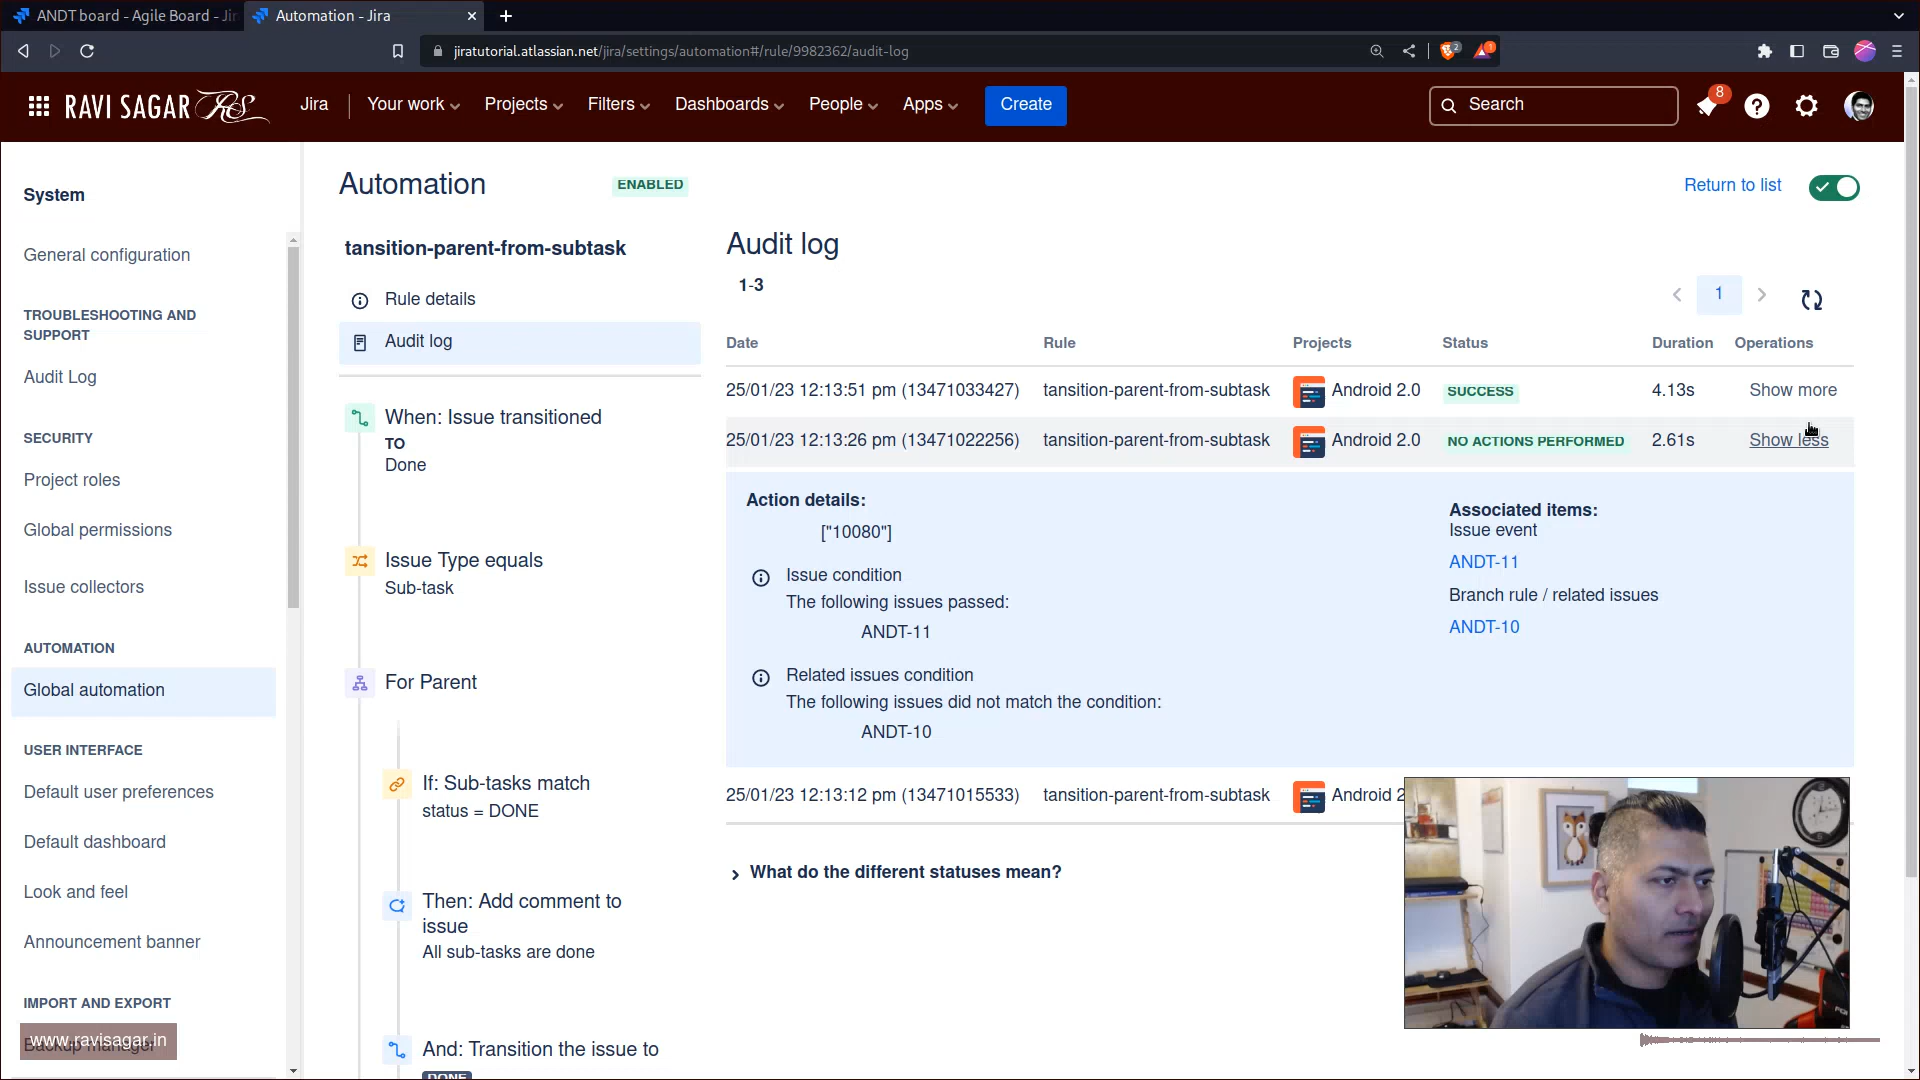 ANDT board - Agile Board - Jir
Automation - Jira
jiratutorial.atlassian.net/jira/settings/automation#/rule/9982362/audit-log
2
1
RAVI SAGAR RS
Jira
Your work
Projects
Filters
Dashboards
People
Apps
Create
Search
8
System
General configuration
TROUBLESHOOTING AND
SUPPORT
Audit Log
SECURITY
Project roles
Global permissions
Issue collectors
AUTOMATION
Global automation
USER INTERFACE
Default user preferences
Default dashboard
Look and feel
Announcement banner
IMPORT AND EXPORT
Backup manager
www.ravisagar.in
Automation
ENABLED
Return to list
tansition-parent-from-subtask
Rule details
Audit log
When: Issue transitioned
TO
Done
Issue Type equals
Sub-task
For Parent
If: Sub-tasks match
status = DONE
Then: Add comment to
issue
All sub-tasks are done
And: Transition the issue to
DONE
Audit log
1-3
1
Date Rule Projects Status Duration Operations
25/01/23 12:13:51 pm (13471033427) tansition-parent-from-subtask Android 2.0 SUCCESS 4.13s Show more
25/01/23 12:13:26 pm (13471022256) tansition-parent-from-subtask Android 2.0 NO ACTIONS PERFORMED 2.61s Show less
Action details:
["10080"]
Issue condition
The following issues passed:
ANDT-11
Related issues condition
The following issues did not match the condition:
ANDT-10
Associated items:
Issue event
ANDT-11
Branch rule / related issues
ANDT-10
25/01/23 12:13:12 pm (13471015533) tansition-parent-from-subtask Android 2
What do the different statuses mean?